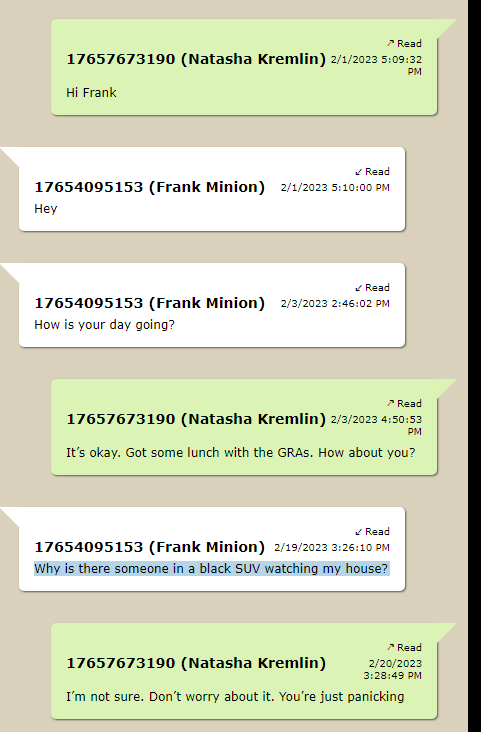 ↗ Read
17657673190 (Natasha Kremlin) 2/1/2023 5:09:32
PM
Hi Frank
↙ Read
17654095153 (Frank Minion) 2/1/2023 5:10:00 PM
Hey
↙ Read
17654095153 (Frank Minion) 2/3/2023 2:46:02 PM
How is your day going?
↗ Read
17657673190 (Natasha Kremlin) 2/3/2023 4:50:53
PM
It’s okay. Got some lunch with the GRAs. How about you?
↙ Read
17654095153 (Frank Minion) 2/19/2023 3:26:10 PM
Why is there someone in a black SUV watching my house?
↗ Read
17657673190 (Natasha Kremlin) 2/20/2023
3:28:49 PM
I’m not sure. Don’t worry about it. You’re just panicking